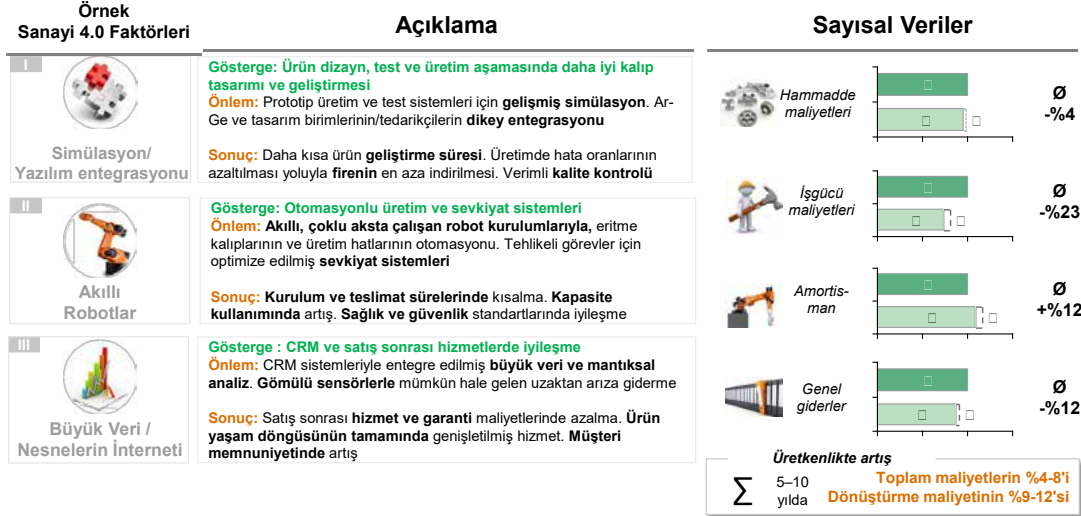 Örnek
Sanayi 4.0 Faktörleri
Açıklama
Sayısal Veriler
I
Simülasyon/
Yazılım entegrasyonu
Gösterge: Ürün dizayn, test ve üretim aşamasında daha iyi kalıp
tasarımı ve geliştirmesi
Önlem: Prototip üretim ve test sistemleri için gelişmiş simülasyon. Ar-
Ge ve tasarım birimlerinin/tedarikçilerin dikey entegrasyonu
Sonuç: Daha kısa ürün geliştirme süresi. Üretimde hata oranlarının
azaltılması yoluyla firenin en aza indirilmesi. Verimli kalite kontrolü
II
Akıllı
Robotlar
Gösterge: Otomasyonlu üretim ve sevkiyat sistemleri
Önlem: Akıllı, çoklu aksta çalışan robot kurulumlarıyla, eritme
kalıplarının ve üretim hatlarının otomasyonu. Tehlikeli görevler için
optimize edilmiş sevkiyat sistemleri
Sonuç: Kurulum ve teslimat sürelerinde kısalma. Kapasite
kullanımında artış. Sağlık ve güvenlik standartlarında iyileşme
III
Büyük Veri /
Nesnelerin İnterneti
Gösterge : CRM ve satış sonrası hizmetlerde iyileşme
Önlem: CRM sistemleriyle entegre edilmiş büyük veri ve mantıksal
analiz. Gömülü sensörlerle mümkün hale gelen uzaktan arıza giderme
Sonuç: Satış sonrası hizmet ve garanti maliyetlerinde azalma. Ürün
yaşam döngüsünün tamamında genişletilmiş hizmet. Müşteri
memnuniyetinde artış
Hammadde
maliyetleri
Ø
-%4
İşgücü
maliyetleri
Ø
-%23
Amortis-
man
Ø
+%12
Genel
giderler
Ø
-%12
Üretkenlikte artış
∑
5–10
yılda
Toplam maliyetlerin %4-8'i
Dönüştürme maliyetinin %9-12'si